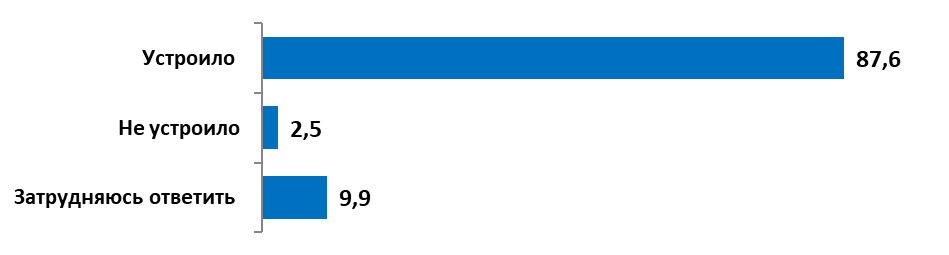 Устроило 87,6
Не устроило 2,5
Затрудняюсь ответить 9,9